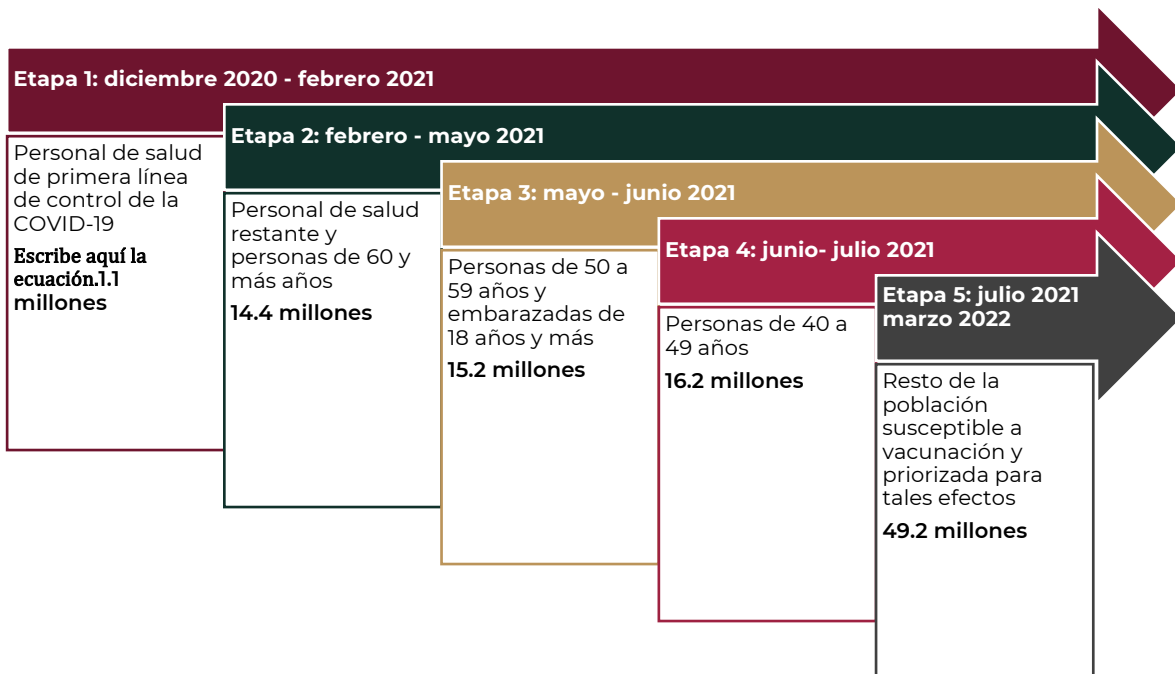 Etapa 1: diciembre 2020 - febrero 2021
Personal de salud
de primera línea
de control de la
COVID-19
Escribe aquí la
ecuación.1.1
millones
Etapa 2: febrero - mayo 2021
Personal de salud
restante y
personas de 60 y
más años
14.4 millones
Etapa 3: mayo - junio 2021
Personas de 50 a
59 años y
embarazadas de
18 años y más
15.2 millones
Etapa 4: junio- julio 2021
Personas de 40 a
49 años
16.2 millones
Etapa 5: julio 2021
marzo 2022
Resto de la
población
susceptible a
vacunación y
priorizada para
tales efectos
49.2 millones